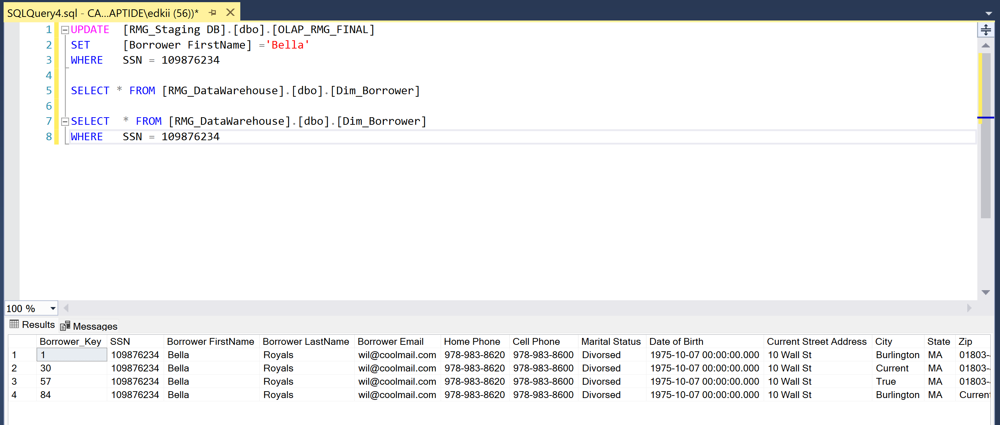 SQLQuery4.sql - CA...APTIDE\edkii (56))*
1 UPDATE [RMG_Staging DB].[dbo].[OLAP_RMG_FINAL]
2 SET [Borrower FirstName] ='Bella'
3 WHERE SSN = 109876234
4
5 SELECT * FROM [RMG_DataWarehouse].[dbo].[Dim_Borrower]
6
7 SELECT * FROM [RMG_DataWarehouse].[dbo].[Dim_Borrower]
8 WHERE SSN = 109876234
100 %
Results Messages
Borrower_Key SSN Borrower FirstName Borrower LastName Borrower Email Home Phone Cell Phone Marital Status Date of Birth Current Street Address City State Zip
1 1 109876234 Bella Royals wil@coolmail.com 978-983-8620 978-983-8600 Divorsed 1975-10-07 00:00:00.000 10 Wall St Burlington MA 01803-
2 30 109876234 Bella Royals wil@coolmail.com 978-983-8620 978-983-8600 Divorsed 1975-10-07 00:00:00.000 10 Wall St Current MA 01803-
3 57 109876234 Bella Royals wil@coolmail.com 978-983-8620 978-983-8600 Divorsed 1975-10-07 00:00:00.000 10 Wall St True MA 01803-
4 84 109876234 Bella Royals wil@coolmail.com 978-983-8620 978-983-8600 Divorsed 1975-10-07 00:00:00.000 10 Wall St Burlington MA Current